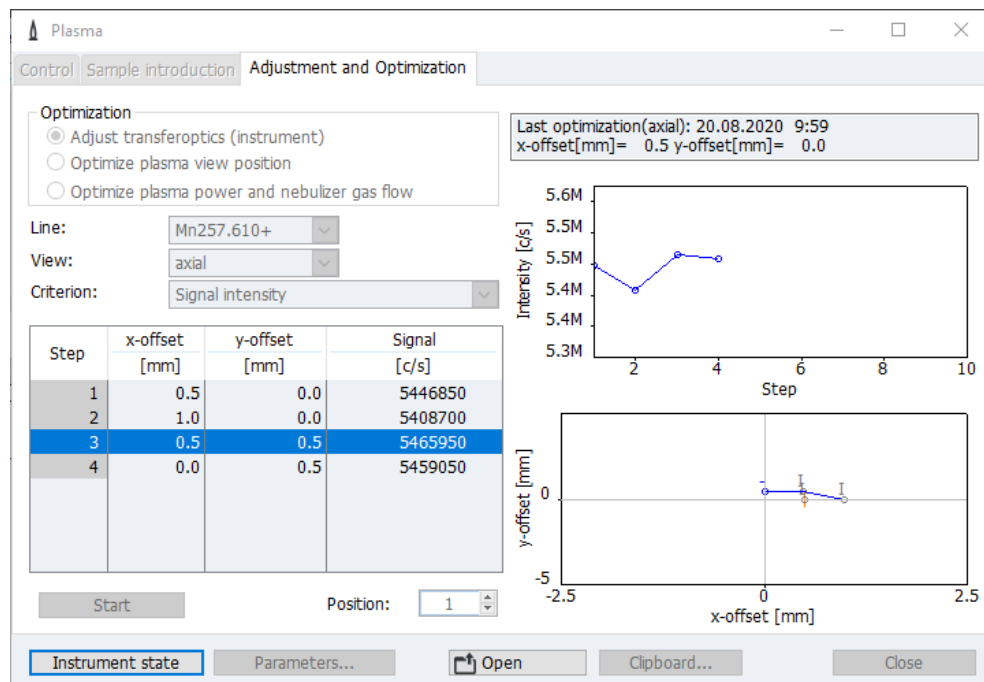 Plasma
Control Sample introduction Adjustment and Optimization
Optimization
Adjust transferoptics (instrument)
Optimize plasma view position
Optimize plasma power and nebulizer gas flow
Line: Mn257.610+
View: axial
Criterion: Signal intensity
Step x-offset [mm] y-offset [mm] Signal [c/s]
1 0.5 0.0 5446850
2 1.0 0.0 5408700
3 0.5 0.5 5465950
4 0.0 0.5 5459050
Start Position: 1
Last optimization(axial): 20.08.2020 9:59
x-offset[mm]= 0.5 y-offset[mm]= 0.0
Intensity [c/s]
5.6M
5.5M
5.5M
5.4M
5.4M
5.3M
2 4 6 8 10
Step
y-offset [mm]
0
-5
-2.5 0 2.5
x-offset [mm]
Instrument state Parameters... Open Clipboard... Close